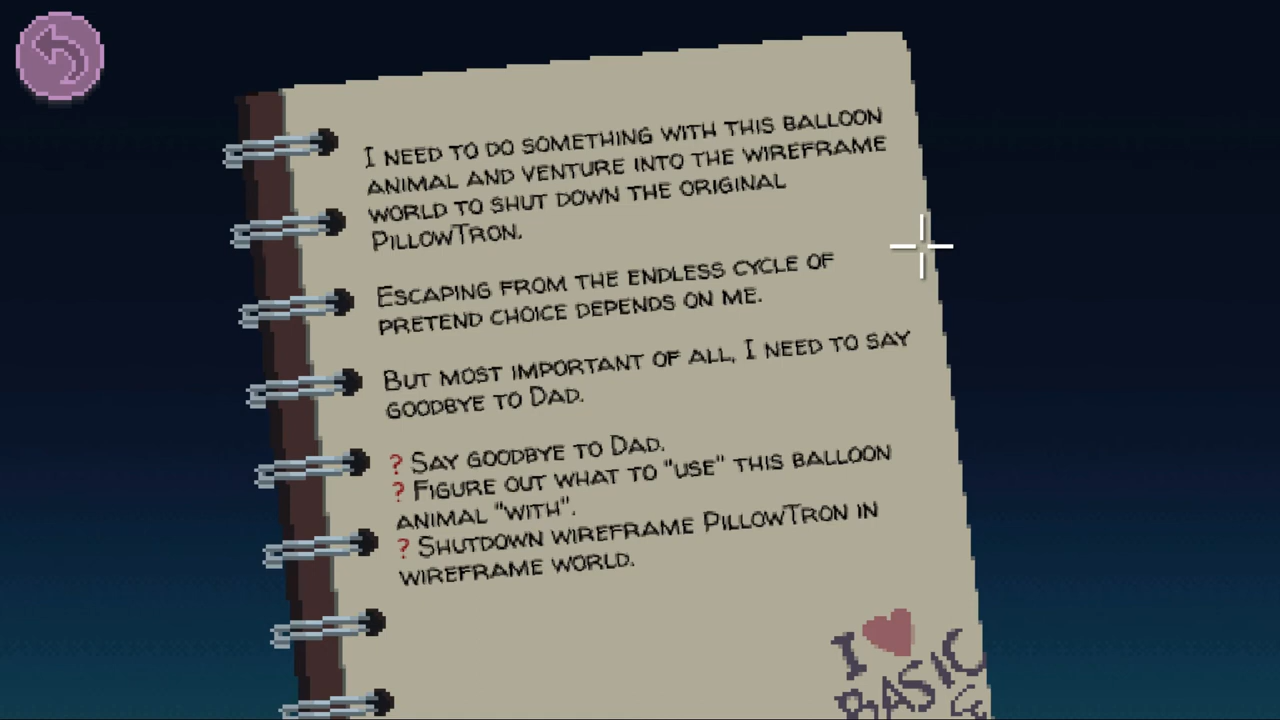 I need to do something with this balloon
animal and venture into the wireframe
world to shut down the original
PillowTron.
Escaping from the endless cycle of
pretend choice depends on me.
But most important of all, I need to say
goodbye to Dad.
? Say goodbye to Dad.
? Figure out what to "use" this balloon
animal "with".
? Shutdown wireframe PillowTron in
wireframe world.
I ♥
BASIC